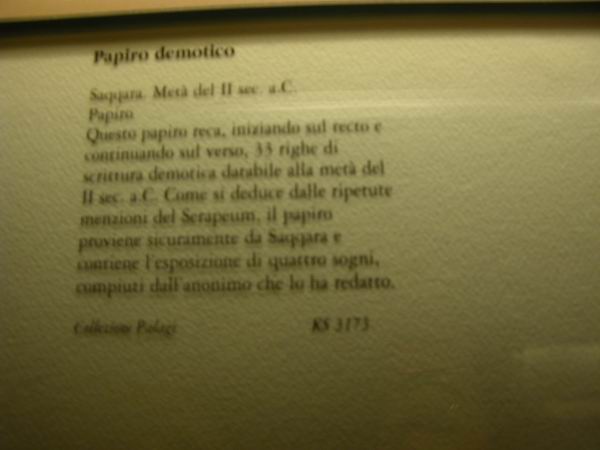 Papiro demotico
Saqqara. Metà del II sec. a.C.
Papiro
Questo papiro reca, iniziando sul recto e
continuando sul verso, 33 righe di
scrittura demotica databile alla metà del
II sec. a.C. Come si deduce dalle ripetute
menzioni del Serapeum, il papiro
proviene sicuramente da Saqqara e
contiene l'esposizione di quattro sogni,
compiuti dall'anonimo che lo ha redatto.
Collezione Palagi KS 3173